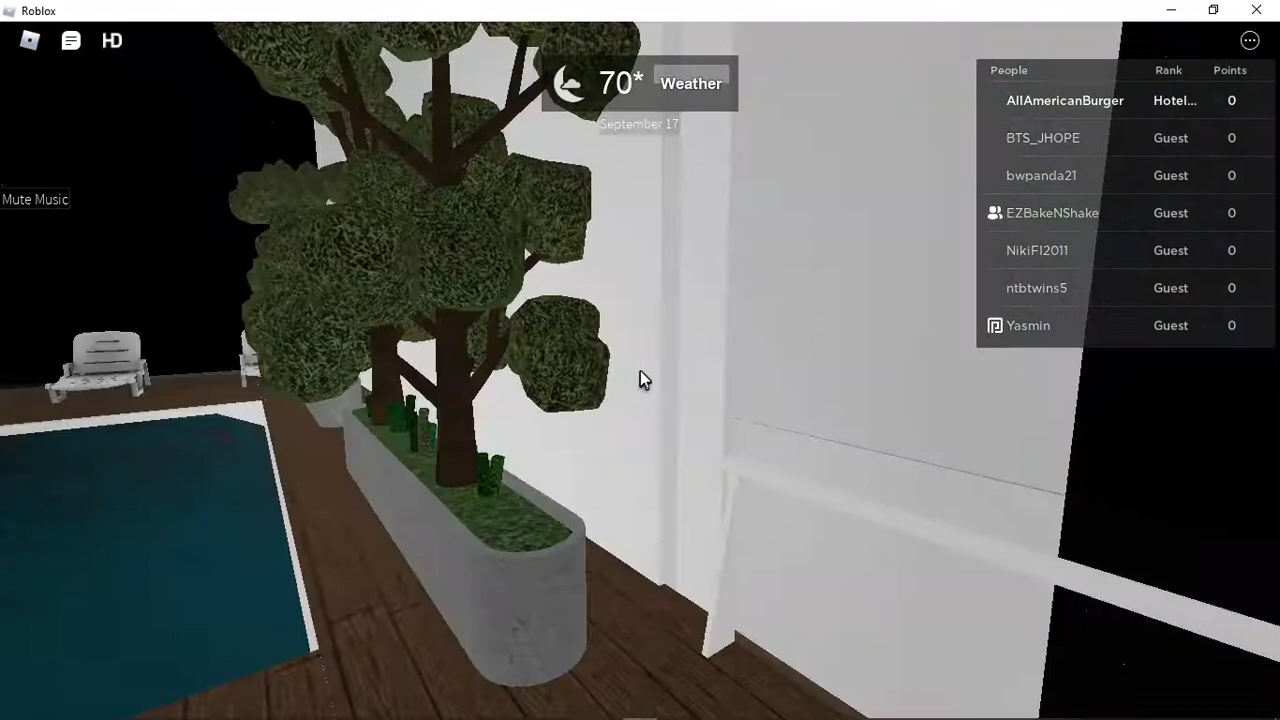 Roblox
HD
70* Weather
September 17
Mute Music
People Rank Points
AllAmericanBurger Hotel... 0
BTS_JHOPE Guest 0
bwpanda21 Guest 0
EZBakeNShake Guest 0
NikiFI2011 Guest 0
ntbtwins5 Guest 0
Yasmin Guest 0